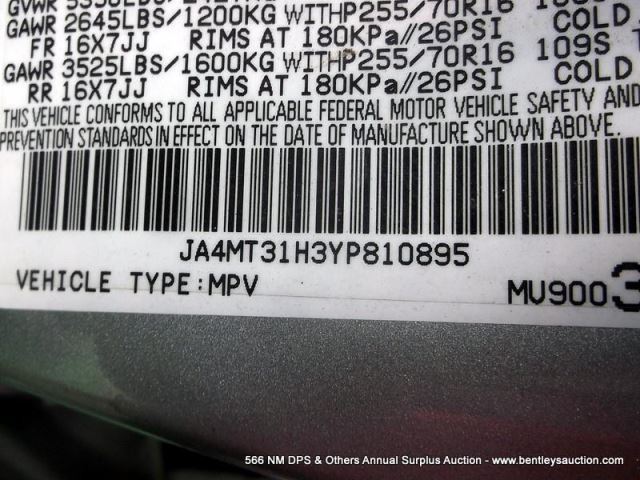 GAWR 2645LBS/1200KG WITHP255/70R16
FR 16X7JJ RIMS AT 180KPa//26PSI COLD
GAWR 3525LBS/1600KG WITHP255/70R16 109S
RR 16X7JJ RIMS AT 180KPa//26PSI COLD
THIS VEHICLE CONFORMS TO ALL APPLICABLE FEDERAL MOTOR VEHICLE SAFETY AND
PREVENTION STANDARDS IN EFFECT ON THE DATE OF MANUFACTURE SHOWN ABOVE.
JA4MT31H3YP810895
VEHICLE TYPE:MPV MU9003
566 NM DPS & Others Annual Surplus Auction - www.bentleysauction.com